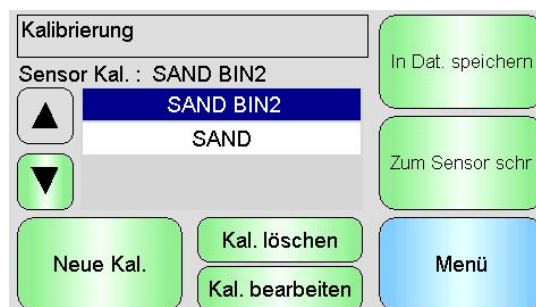 Kalibrierung
In Dat. speichern
Sensor Kal. : SAND BIN2
SAND BIN2
SAND
Zum Sensor schr
Neue Kal.
Kal. löschen
Kal. bearbeiten
Menü